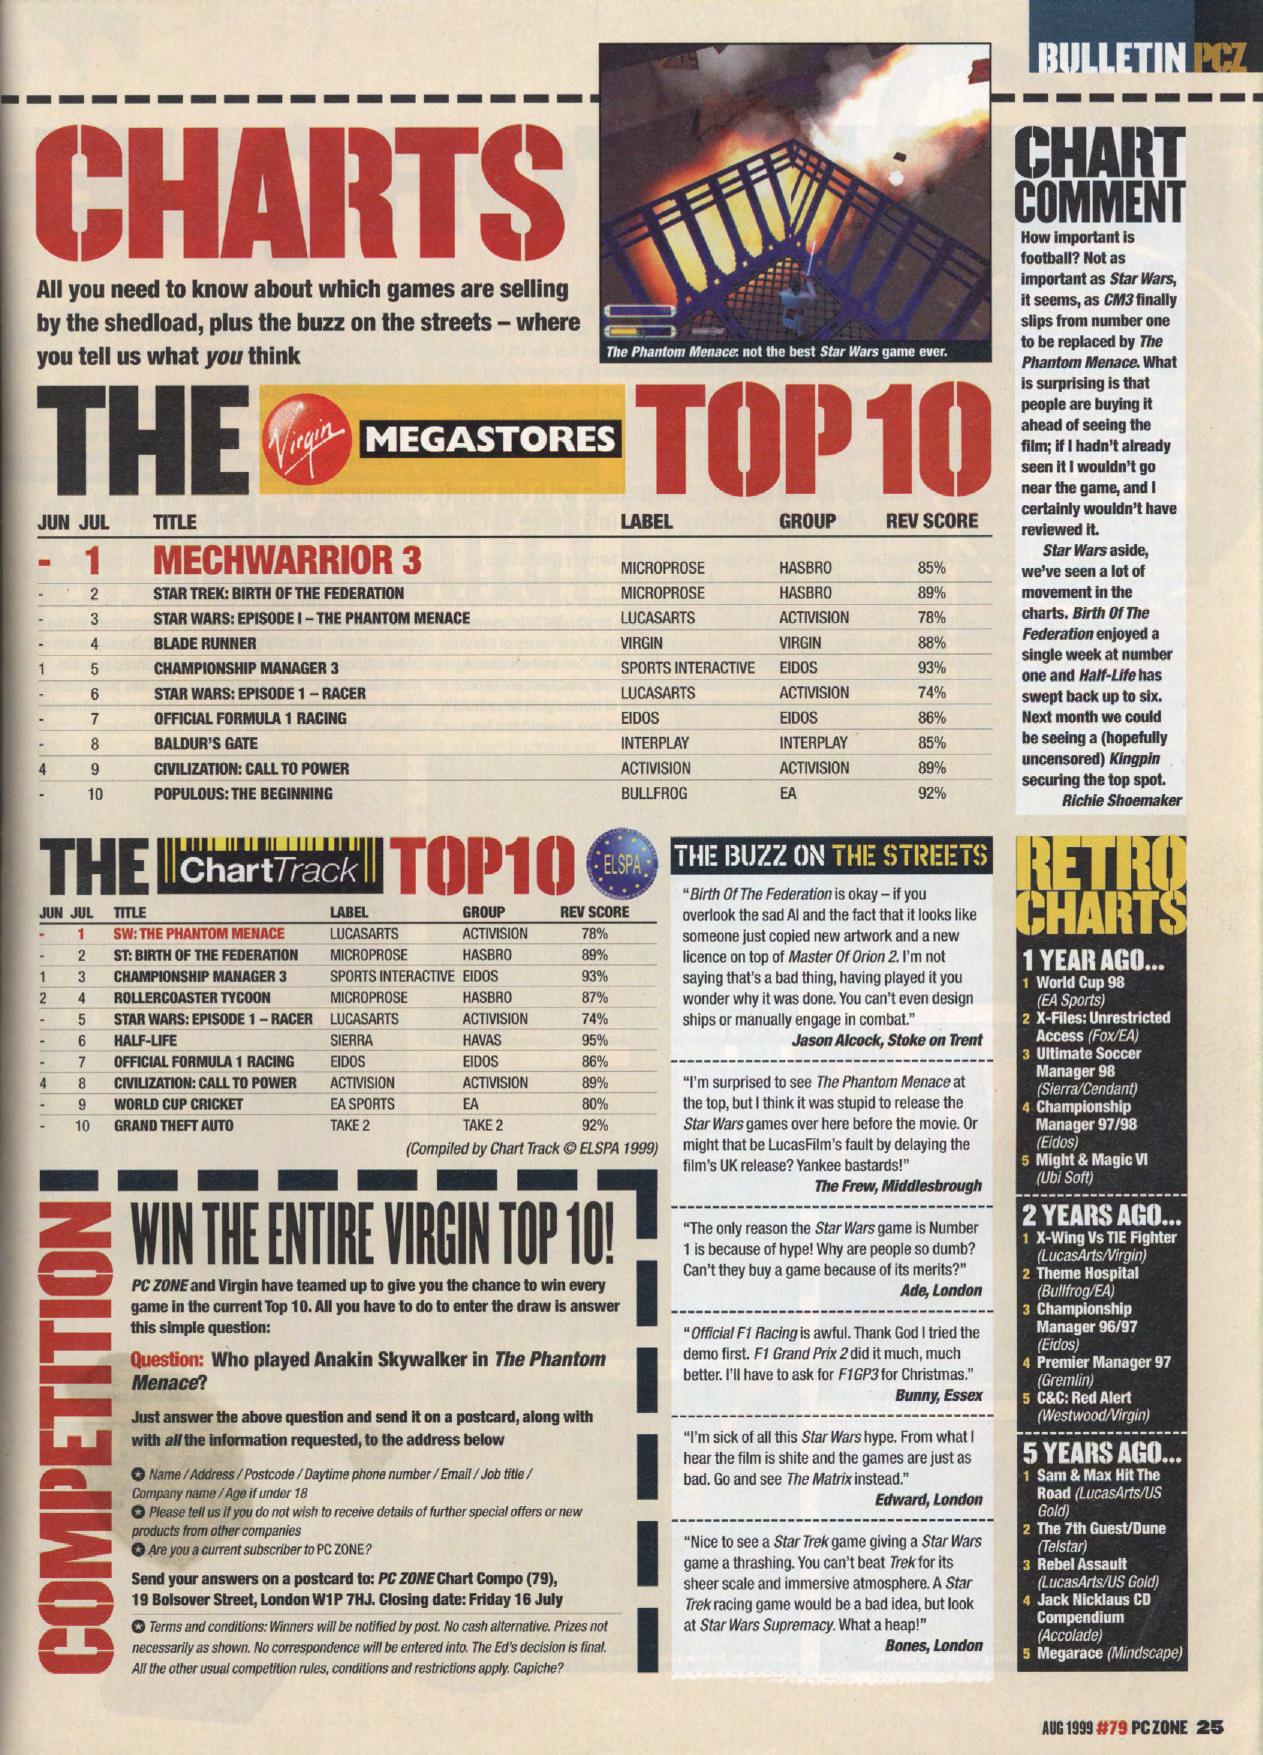 BULLETIN PCZ
CHARTS
All you need to know about which games are selling
by the shedload, plus the buzz on the streets – where
you tell us what you think
The Phantom Menace: not the best Star Wars game ever.
THE Virgin MEGASTORES TOP 10
JUN JUL TITLE LABEL GROUP REV SCORE
- 1 MECHWARRIOR 3 MICROPROSE HASBRO 85%
- 2 STAR TREK: BIRTH OF THE FEDERATION MICROPROSE HASBRO 89%
- 3 STAR WARS: EPISODE I – THE PHANTOM MENACE LUCASARTS ACTIVISION 78%
- 4 BLADE RUNNER VIRGIN VIRGIN 88%
1 5 CHAMPIONSHIP MANAGER 3 SPORTS INTERACTIVE EIDOS 93%
- 6 STAR WARS: EPISODE 1 – RACER LUCASARTS ACTIVISION 74%
- 7 OFFICIAL FORMULA 1 RACING EIDOS EIDOS 86%
- 8 BALDUR'S GATE INTERPLAY INTERPLAY 85%
4 9 CIVILIZATION: CALL TO POWER ACTIVISION ACTIVISION 89%
- 10 POPULOUS: THE BEGINNING BULLFROG EA 92%
THE ChartTrack TOP10 ELSPA
JUN JUL TITLE LABEL GROUP REV SCORE
- 1 SW: THE PHANTOM MENACE LUCASARTS ACTIVISION 78%
- 2 ST: BIRTH OF THE FEDERATION MICROPROSE HASBRO 89%
1 3 CHAMPIONSHIP MANAGER 3 SPORTS INTERACTIVE EIDOS 93%
2 4 ROLLERCOASTER TYCOON MICROPROSE HASBRO 87%
- 5 STAR WARS: EPISODE 1 – RACER LUCASARTS ACTIVISION 74%
- 6 HALF-LIFE SIERRA HAVAS 95%
- 7 OFFICIAL FORMULA 1 RACING EIDOS EIDOS 86%
4 8 CIVILIZATION: CALL TO POWER ACTIVISION ACTIVISION 89%
- 9 WORLD CUP CRICKET EA SPORTS EA 80%
- 10 GRAND THEFT AUTO TAKE 2 TAKE 2 92%
(Compiled by Chart Track © ELSPA 1999)
COMPETITION
WIN THE ENTIRE VIRGIN TOP 10!
PC ZONE and Virgin have teamed up to give you the chance to win every
game in the current Top 10. All you have to do to enter the draw is answer
this simple question:
Question: Who played Anakin Skywalker in The Phantom
Menace?
Just answer the above question and send it on a postcard, along with
with all the information requested, to the address below
Name / Address / Postcode / Daytime phone number / Email / Job title /
Company name / Age if under 18
Please tell us if you do not wish to receive details of further special offers or new
products from other companies
Are you a current subscriber to PC ZONE?
Send your answers on a postcard to: PC ZONE Chart Compo (79),
19 Bolsover Street, London W1P 7HJ. Closing date: Friday 16 July
Terms and conditions: Winners will be notified by post. No cash alternative. Prizes not
necessarily as shown. No correspondence will be entered into. The Ed's decision is final.
All the other usual competition rules, conditions and restrictions apply. Capiche?
THE BUZZ ON THE STREETS
"Birth Of The Federation is okay – if you
overlook the sad AI and the fact that it looks like
someone just copied new artwork and a new
licence on top of Master Of Orion 2. I'm not
saying that's a bad thing, having played it you
wonder why it was done. You can't even design
ships or manually engage in combat."
Jason Alcock, Stoke on Trent
"I'm surprised to see The Phantom Menace at
the top, but I think it was stupid to release the
Star Wars games over here before the movie. Or
might that be LucasFilm's fault by delaying the
film's UK release? Yankee bastards!"
The Frew, Middlesbrough
"The only reason the Star Wars game is Number
1 is because of hype! Why are people so dumb?
Can't they buy a game because of its merits?"
Ade, London
"Official F1 Racing is awful. Thank God I tried the
demo first. F1 Grand Prix 2 did it much, much
better. I'll have to ask for F1GP3 for Christmas."
Bunny, Essex
"I'm sick of all this Star Wars hype. From what I
hear the film is shite and the games are just as
bad. Go and see The Matrix instead."
Edward, London
"Nice to see a Star Trek game giving a Star Wars
game a thrashing. You can't beat Trek for its
sheer scale and immersive atmosphere. A Star
Trek racing game would be a bad idea, but look
at Star Wars Supremacy. What a heap!"
Bones, London
CHART
COMMENT
How important is
football? Not as
important as Star Wars,
it seems, as CM3 finally
slips from number one
to be replaced by The
Phantom Menace. What
is surprising is that
people are buying it
ahead of seeing the
film; if I hadn't already
seen it I wouldn't go
near the game, and I
certainly wouldn't have
reviewed it.
Star Wars aside,
we've seen a lot of
movement in the
charts. Birth Of The
Federation enjoyed a
single week at number
one and Half-Life has
swept back up to six.
Next month we could
be seeing a (hopefully
uncensored) Kingpin
securing the top spot.
Richie Shoemaker
RETRO
CHARTS
1 YEAR AGO...
1 World Cup 98
(EA Sports)
2 X-Files: Unrestricted
Access (Fox/EA)
3 Ultimate Soccer
Manager 98
(Sierra/Cendant)
4 Championship
Manager 97/98
(Eidos)
5 Might & Magic VI
(Ubi Soft)
2 YEARS AGO...
1 X-Wing Vs TIE Fighter
(LucasArts/Virgin)
2 Theme Hospital
(Bullfrog/EA)
3 Championship
Manager 96/97
(Eidos)
4 Premier Manager 97
(Gremlin)
5 C&C: Red Alert
(Westwood/Virgin)
5 YEARS AGO...
1 Sam & Max Hit The
Road (LucasArts/US
Gold)
2 The 7th Guest/Dune
(Telstar)
3 Rebel Assault
(LucasArts/US Gold)
4 Jack Nicklaus CD
Compendium
(Accolade)
5 Megarace (Mindscape)
AUG 1999 #79 PC ZONE 25